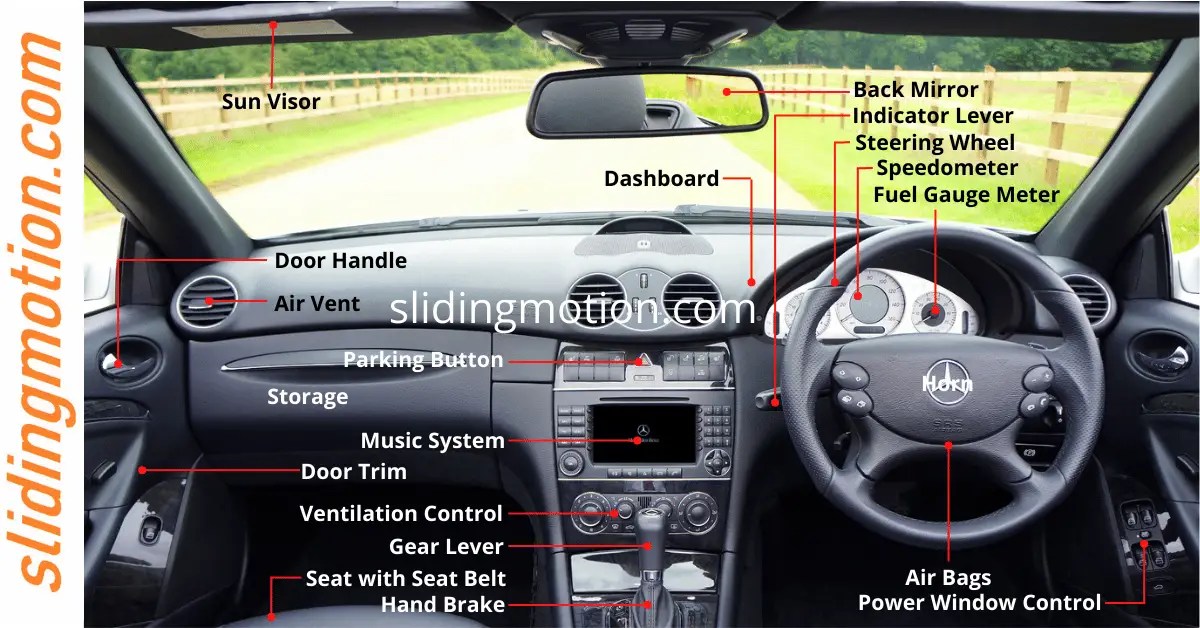 slidingmotion.com
Sun Visor
Back Mirror
Indicator Lever
Steering Wheel
Speedometer
Dashboard
Fuel Gauge Meter
Door Handle
Air Vent
slidingmotion.com
Parking Button
Horn
Storage
SRS
Music System
Door Trim
Ventilation Control
Gear Lever
Seat with Seat Belt
Air Bags
Hand Brake
Power Window Control